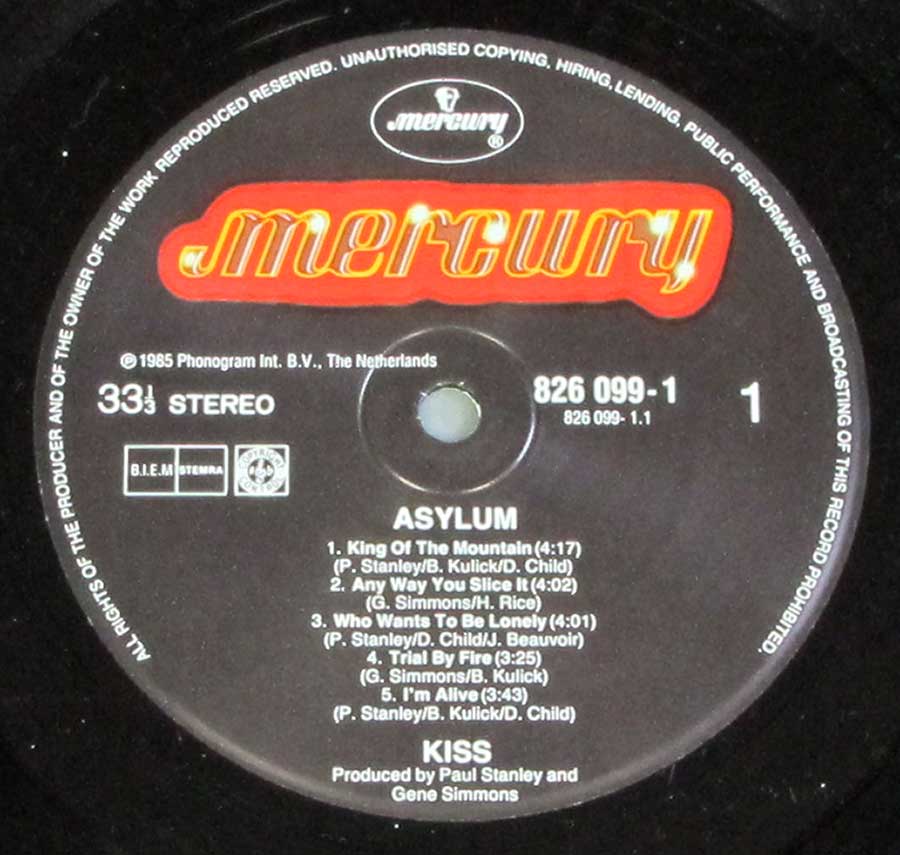 ALL RIGHTS OF THE PRODUCER AND OF THE OWNER OF THE WORK REPRODUCED RESERVED. UNAUTHORISED COPYING, HIRING, LENDING, PUBLIC PERFORMANCE AND BROADCASTING OF THIS RECORD PROHIBITED.
mercury ®
mercury
℗ 1985 Phonogram Int. B.V., The Netherlands
33⅓ STEREO
826 099-1
826 099- 1.1
1
B.I.E.M STEMRA
COPYRIGHT CONTROL
ASYLUM
1. King Of The Mountain (4:17)
(P. Stanley/B. Kulick/D. Child)
2. Any Way You Slice It (4:02)
(G. Simmons/H. Rice)
3. Who Wants To Be Lonely (4:01)
(P. Stanley/D. Child/J. Beauvoir)
4. Trial By Fire (3:25)
(G. Simmons/B. Kulick)
5. I'm Alive (3:43)
(P. Stanley/B. Kulick/D. Child)
KISS
Produced by Paul Stanley and
Gene Simmons